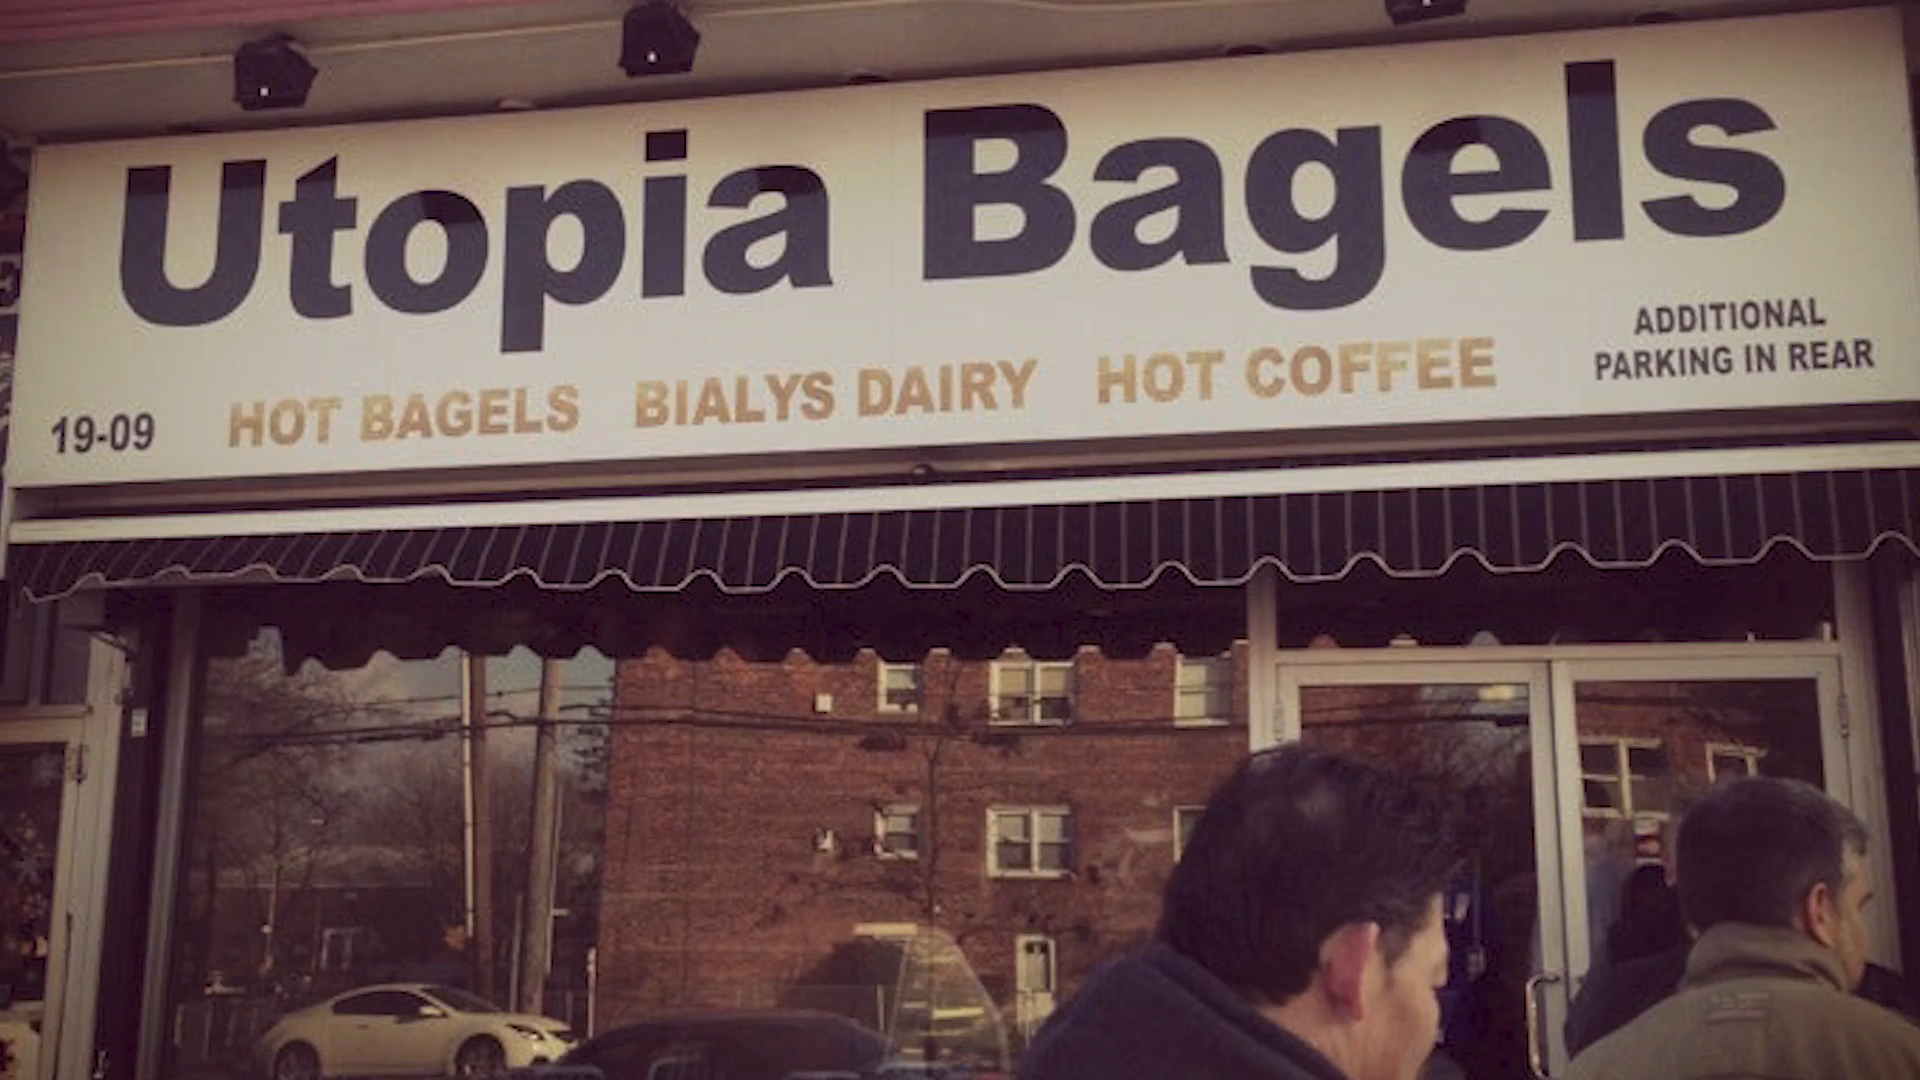 Utopia Bagels
19-09 HOT BAGELS BIALYS DAIRY HOT COFFEE
ADDITIONAL
PARKING IN REAR